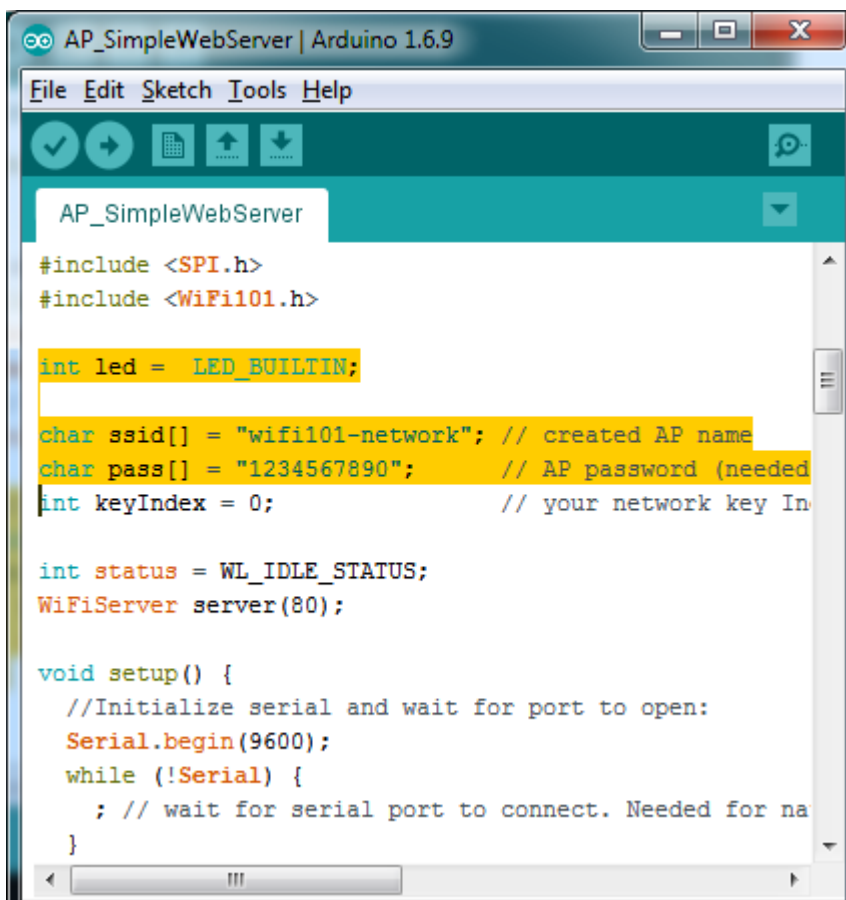 AP_SimpleWebServer | Arduino 1.6.9
File Edit Sketch Tools Help
AP_SimpleWebServer
#include <SPI.h>
#include <WiFi101.h>
int led =  LED_BUILTIN;
char ssid[] = "wifi101-network"; // created AP name
char pass[] = "1234567890";      // AP password (needed
int keyIndex = 0;                // your network key In
int status = WL_IDLE_STATUS;
WiFiServer server(80);
void setup() {
  //Initialize serial and wait for port to open:
  Serial.begin(9600);
  while (!Serial) {
    ; // wait for serial port to connect. Needed for na
  }